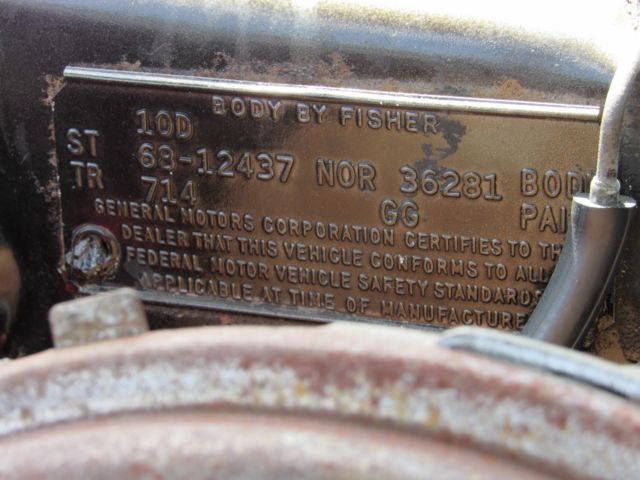 BODY BY FISHER
10D
ST 68-12437 NOR 36281 BODY
TR 714 GG PAI
GENERAL MOTORS CORPORATION CERTIFIES TO THE
DEALER THAT THIS VEHICLE CONFORMS TO ALL
FEDERAL MOTOR VEHICLE SAFETY STANDARDS
APPLICABLE AT TIME OF MANUFACTURE